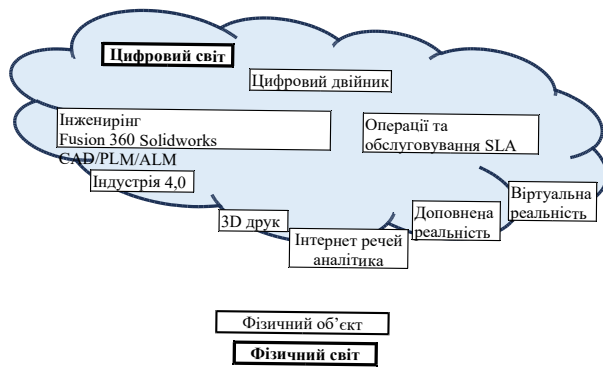 Цифровий світ
Цифровий двійник
Інженирінг
Fusion 360 Solidworks
CAD/PLM/ALM
Операції та
обслуговування SLA
Індустрія 4,0
3D друк
Інтернет речей
аналітика
Доповнена
реальність
Віртуальна
реальність
Фізичний об’єкт
Фізичний світ